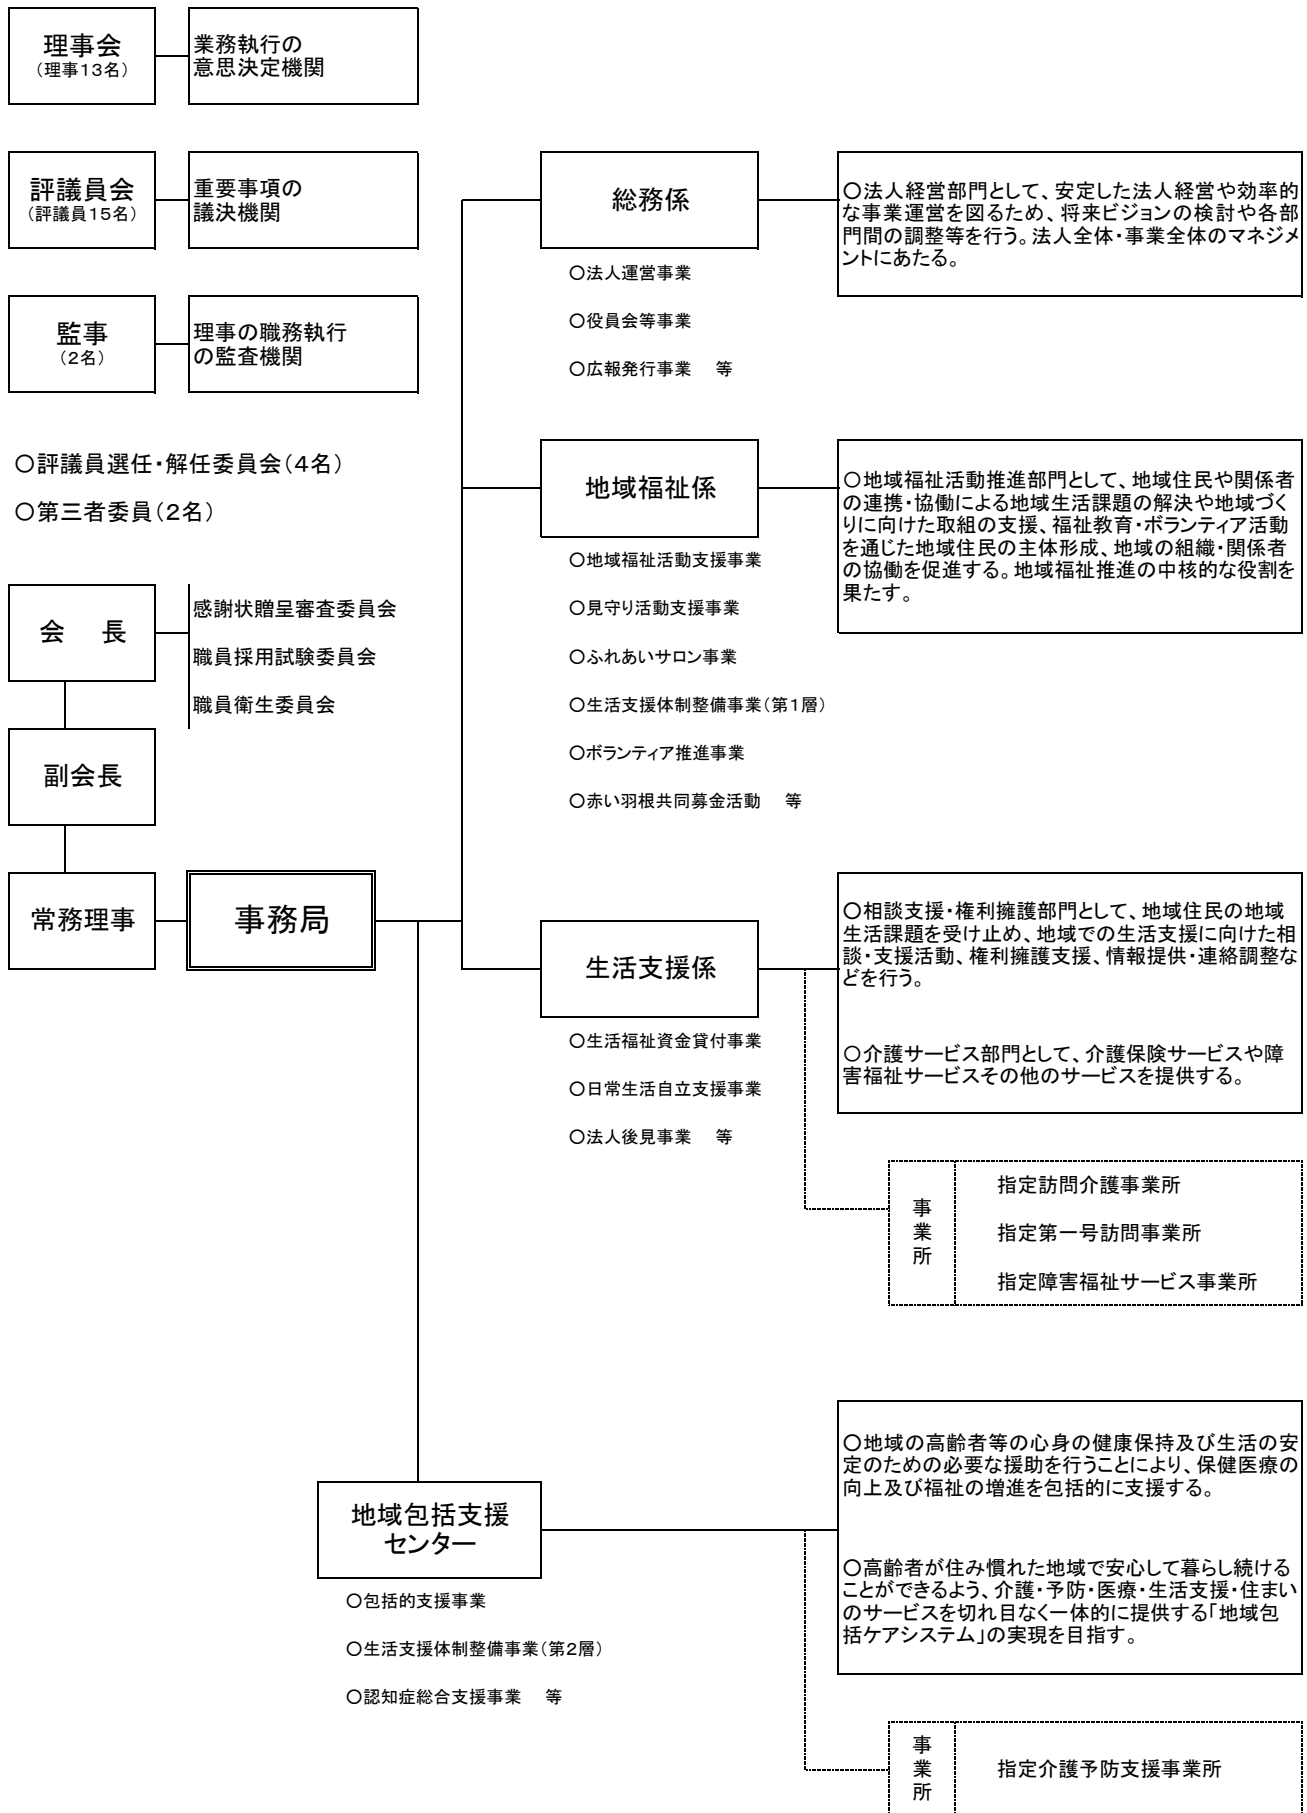 理事会
（理事13名）
業務執行の
意思決定機関
評議員会
（評議員15名）
重要事項の
議決機関
監事
（2名）
理事の職務執行
の監査機関
〇評議員選任・解任委員会（4名）
〇第三者委員（2名）
会　長
感謝状贈呈審査委員会
職員採用試験委員会
職員衛生委員会
副会長
常務理事
事務局
総務係
〇法人運営事業
〇役員会等事業
〇広報発行事業　等
〇法人経営部門として、安定した法人経営や効率的
な事業運営を図るため、将来ビジョンの検討や各部
門間の調整等を行う。法人全体・事業全体のマネジメ
ントにあたる。
地域福祉係
〇地域福祉活動支援事業
〇見守り活動支援事業
〇ふれあいサロン事業
〇生活支援体制整備事業（第1層）
〇ボランティア推進事業
〇赤い羽根共同募金活動　等
〇地域福祉活動推進部門として、地域住民や関係者
の連携・協働による地域生活課題の解決や地域づく
りに向けた取組の支援、福祉教育・ボランティア活動
を通じた地域住民の主体形成、地域の組織・関係者
の協働を促進する。地域福祉推進の中核的な役割を
果たす。
生活支援係
〇生活福祉資金貸付事業
〇日常生活自立支援事業
〇法人後見事業　等
〇相談支援・権利擁護部門として、地域住民の地域
生活課題を受け止め、地域での生活支援に向けた相
談・支援活動、権利擁護支援、情報提供・連絡調整な
どを行う。
〇介護サービス部門として、介護保険サービスや障
害福祉サービスその他のサービスを提供する。
事業所
指定訪問介護事業所
指定第一号訪問事業所
指定障害福祉サービス事業所
地域包括支援
センター
〇包括的支援事業
〇生活支援体制整備事業（第2層）
〇認知症総合支援事業　等
〇地域の高齢者等の心身の健康保持及び生活の安
定のための必要な援助を行うことにより、保健医療の
向上及び福祉の増進を包括的に支援する。
〇高齢者が住み慣れた地域で安心して暮らし続ける
ことができるよう、介護・予防・医療・生活支援・住まい
のサービスを切れ目なく一体的に提供する「地域包
括ケアシステム」の実現を目指す。
事業所
指定介護予防支援事業所